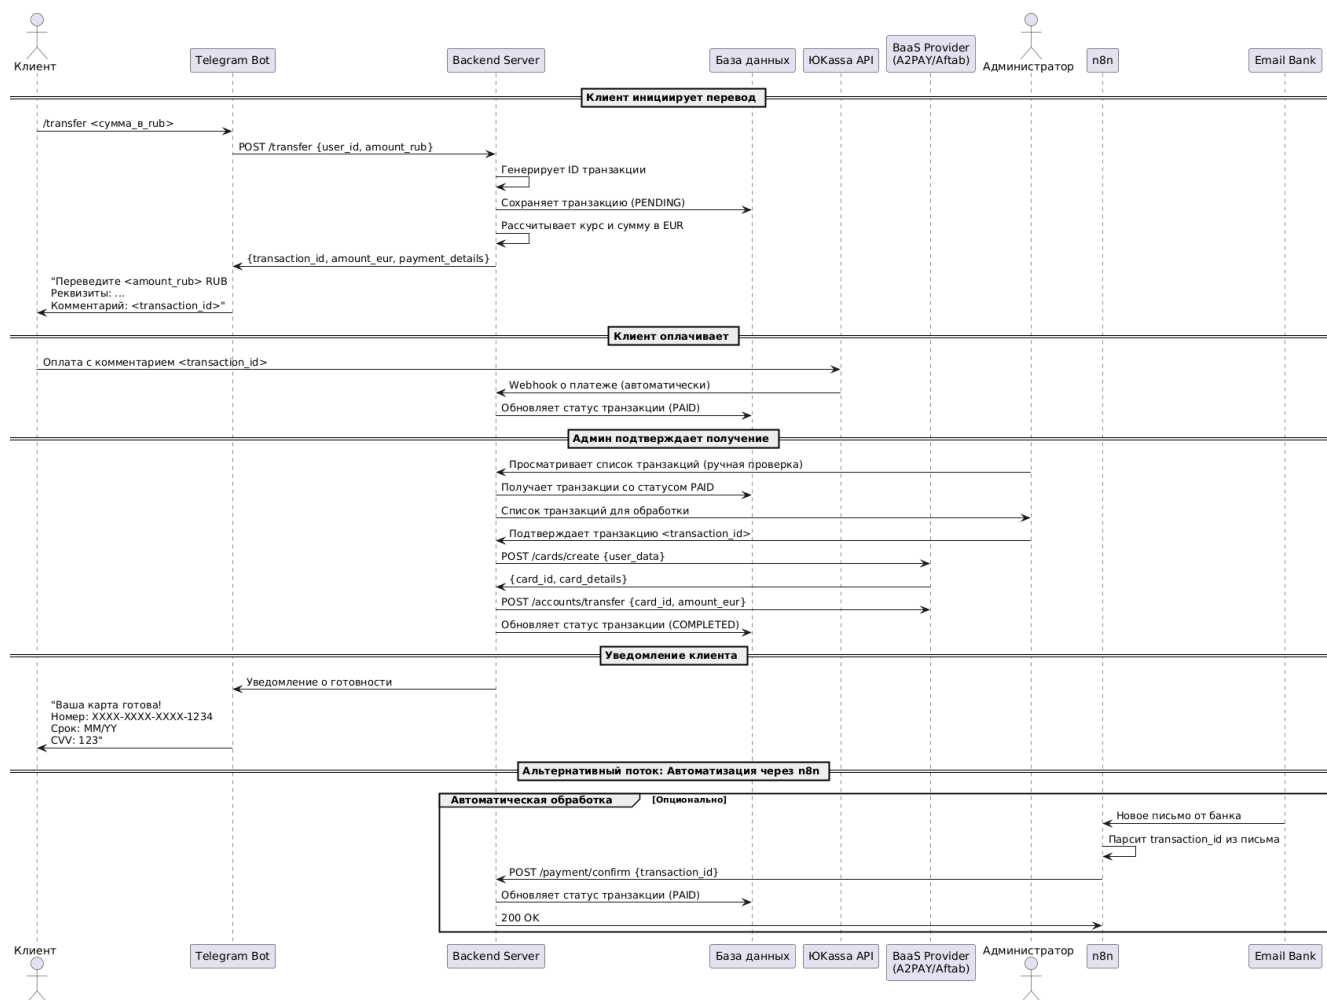 Клиент
Telegram Bot
Backend Server
База данных
ЮKassa API
BaaS Provider
(A2PAY/Aftab)
Администратор
n8n
Email Bank
Клиент инициирует перевод
/transfer <сумма_в_rub>
POST /transfer {user_id, amount_rub}
Генерирует ID транзакции
Сохраняет транзакцию (PENDING)
Рассчитывает курс и сумму в EUR
{transaction_id, amount_eur, payment_details}
"Переведите <amount_rub> RUB
Реквизиты: ...
Комментарий: <transaction_id>"
Клиент оплачивает
Оплата с комментарием <transaction_id>
Webhook о платеже (автоматически)
Обновляет статус транзакции (PAID)
Админ подтверждает получение
Просматривает список транзакций (ручная проверка)
Получает транзакции со статусом PAID
Список транзакций для обработки
Подтверждает транзакцию <transaction_id>
POST /cards/create {user_data}
{card_id, card_details}
POST /accounts/transfer {card_id, amount_eur}
Обновляет статус транзакции (COMPLETED)
Уведомление клиента
Уведомление о готовности
"Ваша карта готова!
Номер: XXXX-XXXX-XXXX-1234
Срок: MM/YY
CVV: 123"
Альтернативный поток: Автоматизация через n8n
Автоматическая обработка [Опционально]
Новое письмо от банка
Парсит transaction_id из письма
POST /payment/confirm {transaction_id}
Обновляет статус транзакции (PAID)
200 OK
Клиент
Telegram Bot
Backend Server
База данных
ЮKassa API
BaaS Provider
(A2PAY/Aftab)
Администратор
n8n
Email Bank